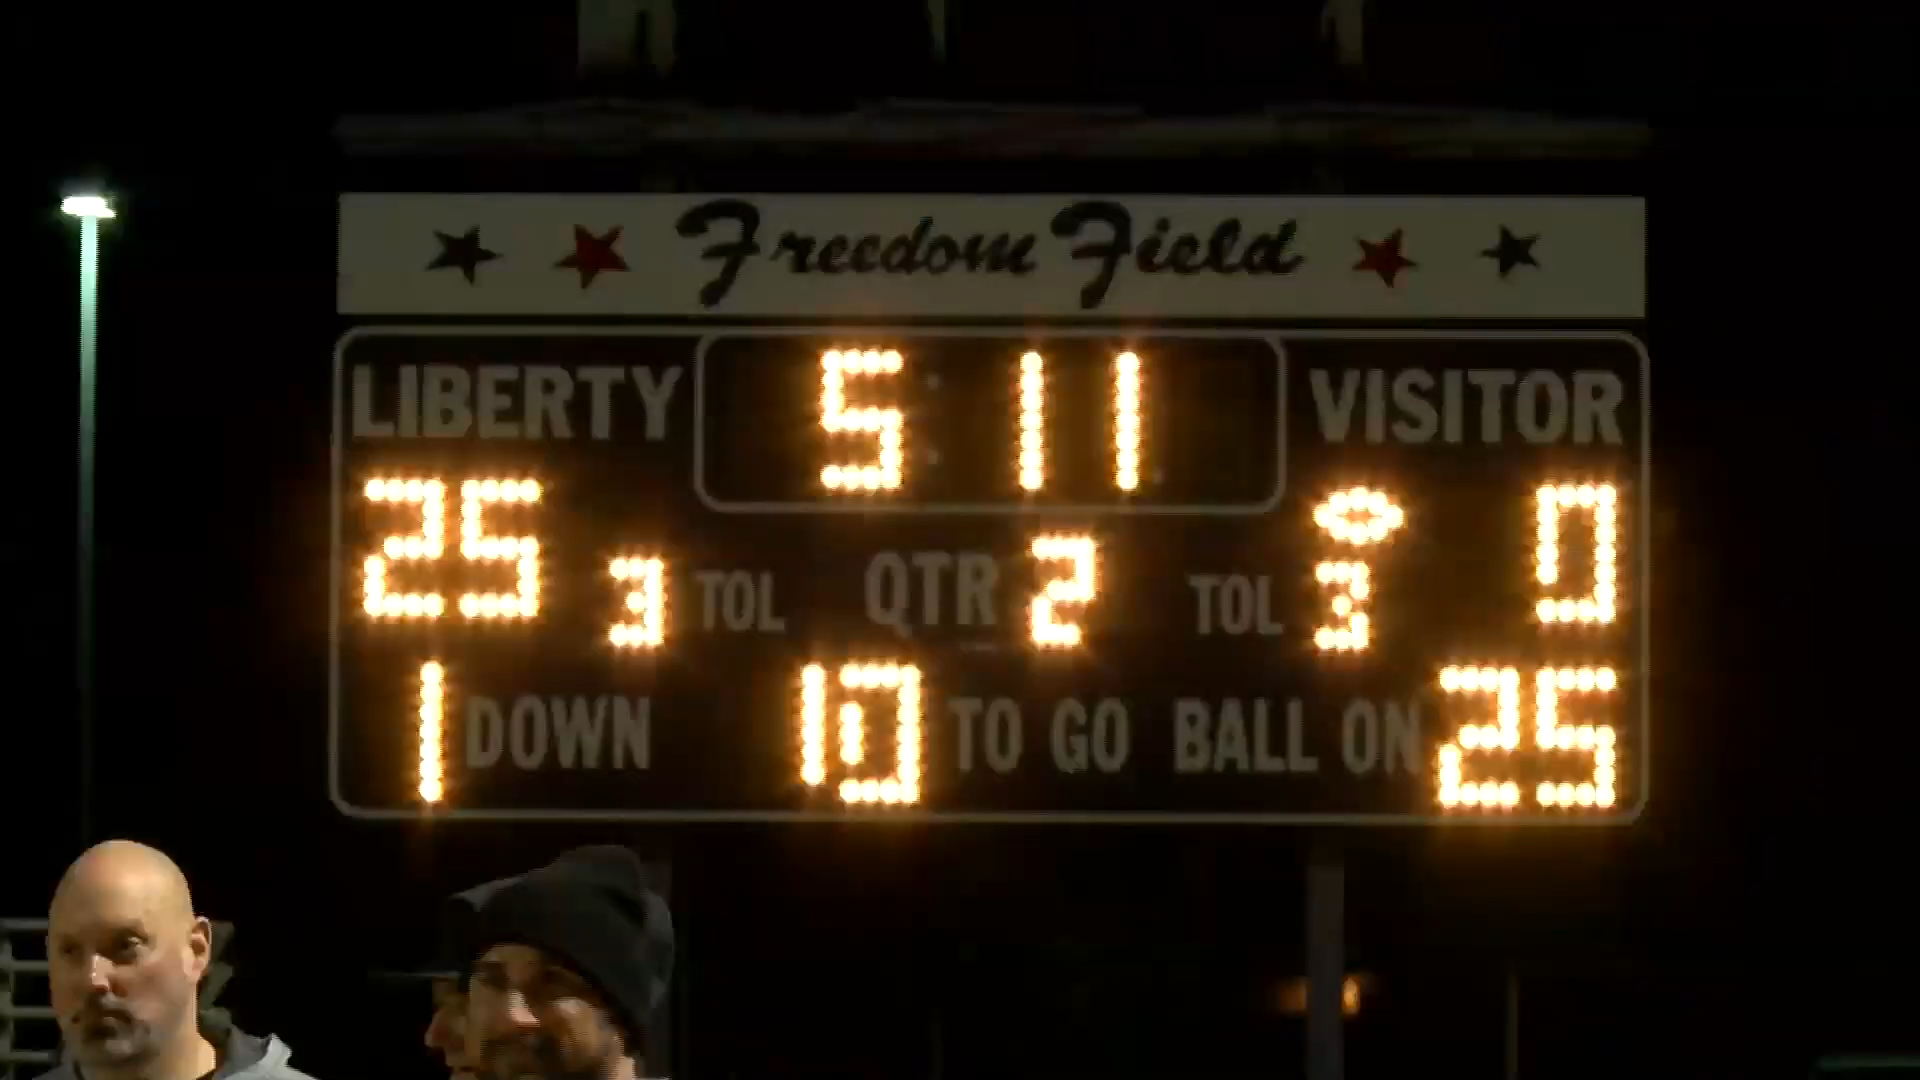 Freedom Field
LIBERTY 5:11 VISITOR
25 3 TOL QTR 2 TOL 3 0
1 DOWN 10 TO GO BALL ON 25